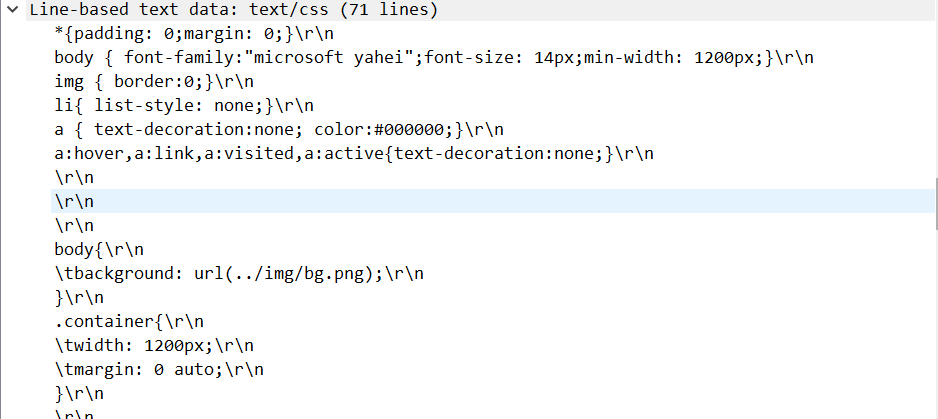 Line-based text data: text/css (71 lines)
*{padding: 0;margin: 0;}\r\n
body { font-family:"microsoft yahei";font-size: 14px;min-width: 1200px;}\r\n
img { border:0;}\r\n
li{ list-style: none;}\r\n
a { text-decoration:none; color:#000000;}\r\n
a:hover,a:link,a:visited,a:active{text-decoration:none;}\r\n
\r\n
\r\n
\r\n
body{\r\n
\tbackground: url(../img/bg.png);\r\n
}\r\n
.container{\r\n
\twidth: 1200px;\r\n
\tmargin: 0 auto;\r\n
}\r\n
\r\n